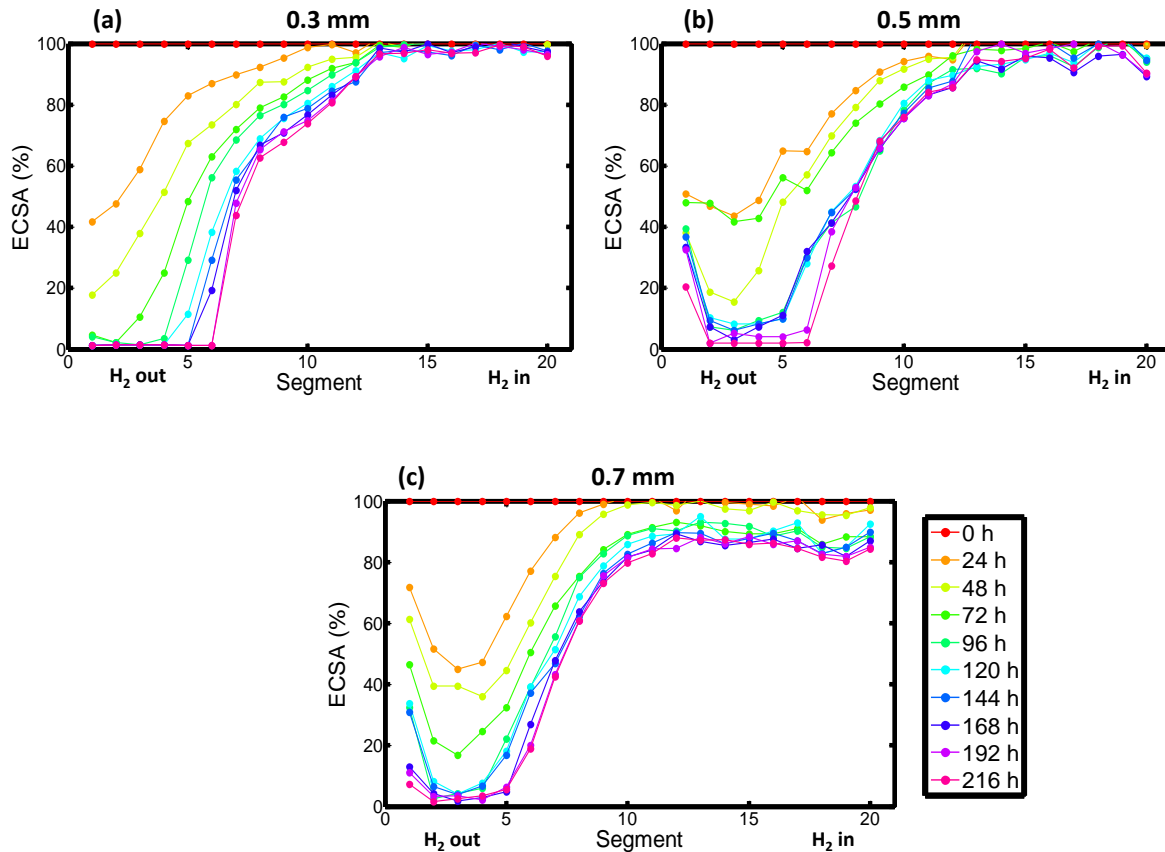 (a) 0.3 mm
100
80
60
40
20
0
ECSA (%)
0 5 10 15 20
H2 out Segment H2 in
(b) 0.5 mm
100
80
60
40
20
0
ECSA (%)
0 5 10 15 20
H2 out Segment H2 in
(c) 0.7 mm
100
80
60
40
20
0
ECSA (%)
0 5 10 15 20
H2 out Segment H2 in
0 h
24 h
48 h
72 h
96 h
120 h
144 h
168 h
192 h
216 h